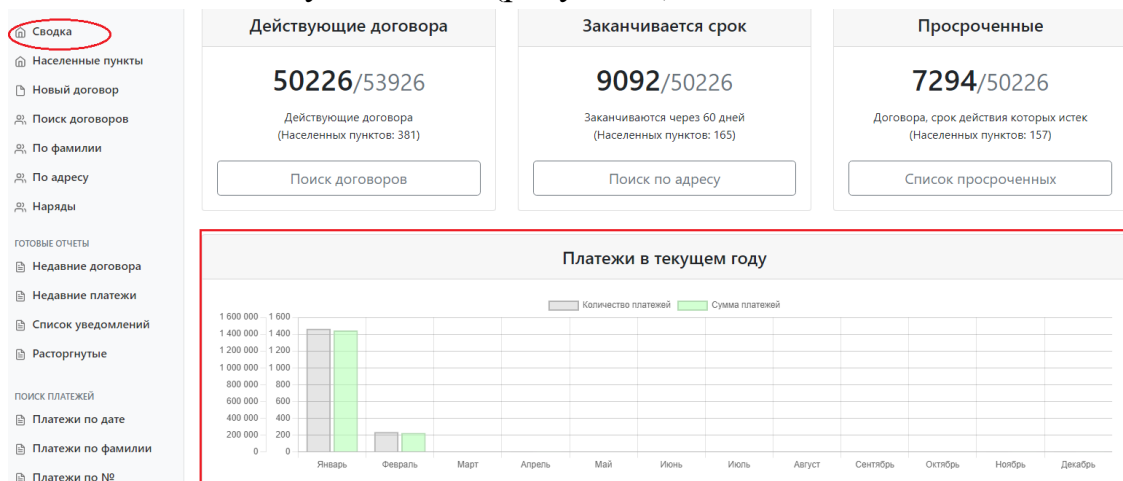 Сводка
Населенные пункты
Новый договор
Поиск договоров
По фамилии
По адресу
Наряды
ГОТОВЫЕ ОТЧЕТЫ
Недавние договора
Недавние платежи
Список уведомлений
Расторгнутые
ПОИСК ПЛАТЕЖЕЙ
Платежи по дате
Платежи по фамилии
Платежи по №
Действующие договора
50226/53926
Действующие договора
(Населенных пунктов: 381)
Поиск договоров
Заканчивается срок
9092/50226
Заканчиваются через 60 дней
(Населенных пунктов: 165)
Поиск по адресу
Просроченные
7294/50226
Договора, срок действия которых истек
(Населенных пунктов: 157)
Список просроченных
Платежи в текущем году
Количество платежей Сумма платежей
1 600 000 1 600
1 400 000 1 400
1 200 000 1 200
1 000 000 1 000
800 000 800
600 000 600
400 000 400
200 000 200
0 0
Январь Февраль Март Апрель Май Июнь Июль Август Сентябрь Октябрь Ноябрь Декабрь